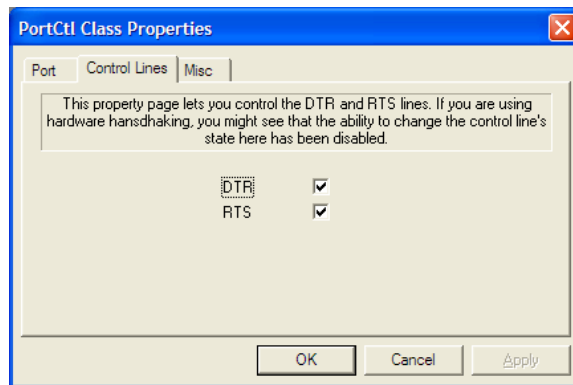 PortCtl Class Properties
Port Control Lines Misc
This property page lets you control the DTR and RTS lines. If you are using
hardware hansdhaking, you might see that the ability to change the control line's
state here has been disabled.
DTR
RTS
OK Cancel Apply